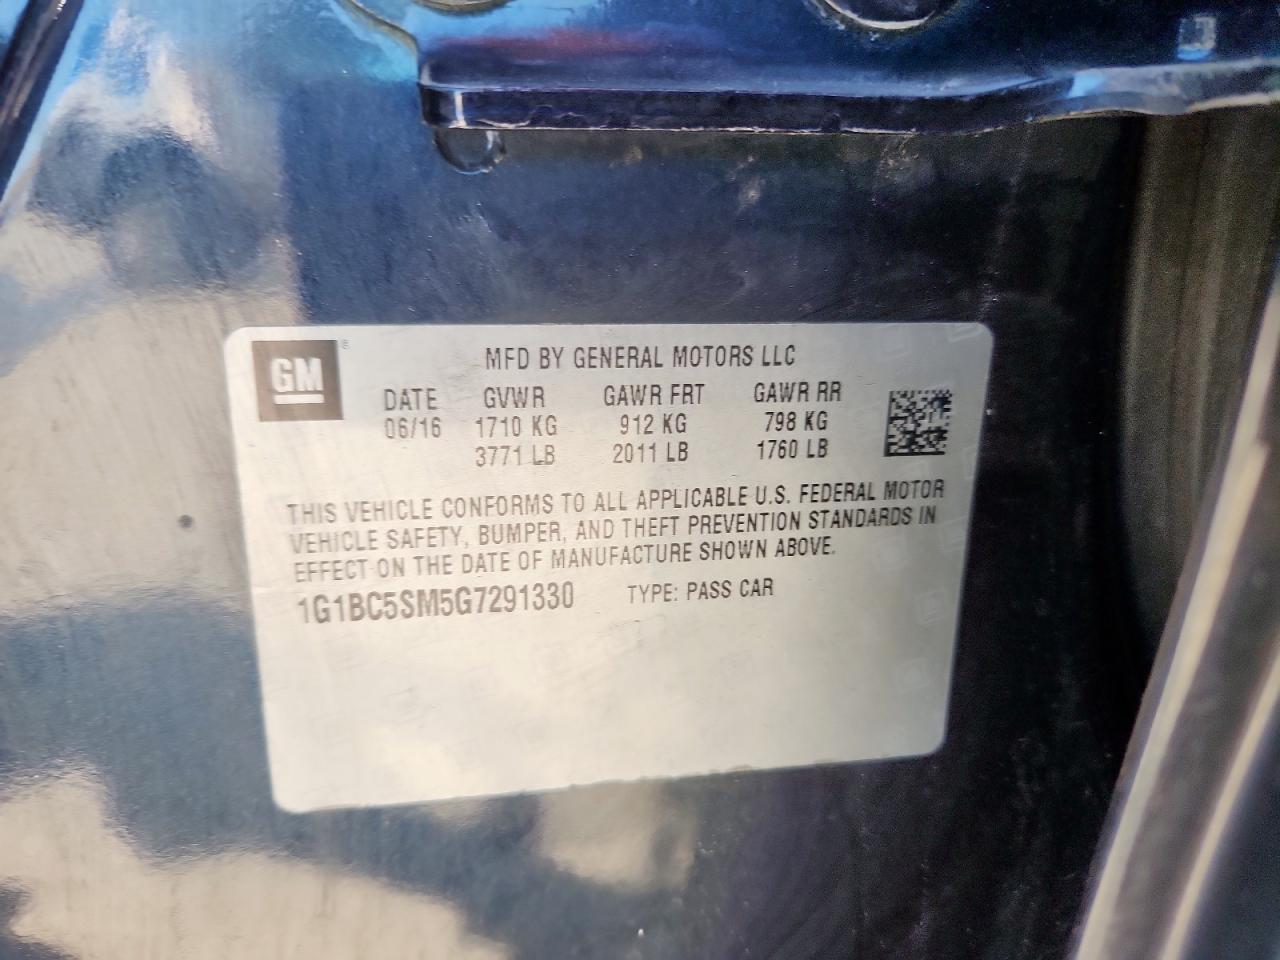 GM ®
MFD BY GENERAL MOTORS LLC
DATE GVWR GAWR FRT GAWR RR
06/16 1710 KG 912 KG 798 KG
3771 LB 2011 LB 1760 LB
THIS VEHICLE CONFORMS TO ALL APPLICABLE U.S. FEDERAL MOTOR
VEHICLE SAFETY, BUMPER, AND THEFT PREVENTION STANDARDS IN
EFFECT ON THE DATE OF MANUFACTURE SHOWN ABOVE.
1G1BC5SM5G7291330 TYPE: PASS CAR